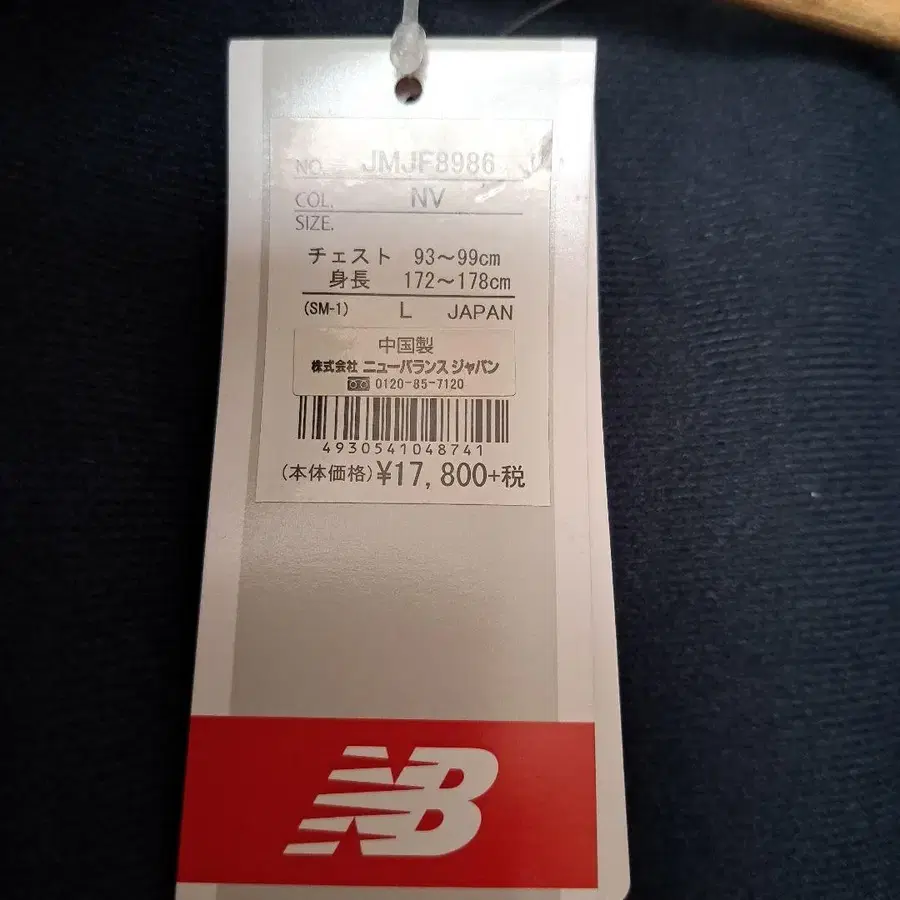 NO. JMJF8986
COL. NV
SIZE.
チェスト 93～99cm
身長 172～178cm
(SM-1) L JAPAN
中国製
株式会社 ニューバランス ジャパン
0120-85-7120
4930541048741
(本体価格) ¥17,800+税
NB